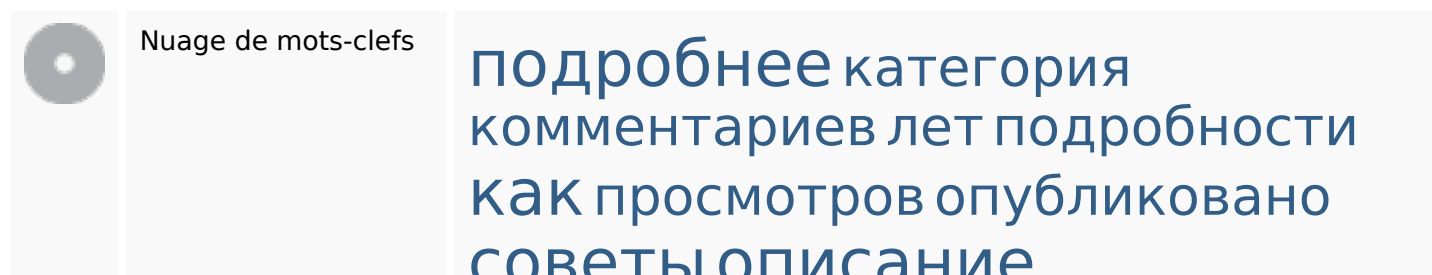 Nuage de mots-clefs
подробнее категория
комментариев лет подробности
как просмотров опубликовано
советы описание